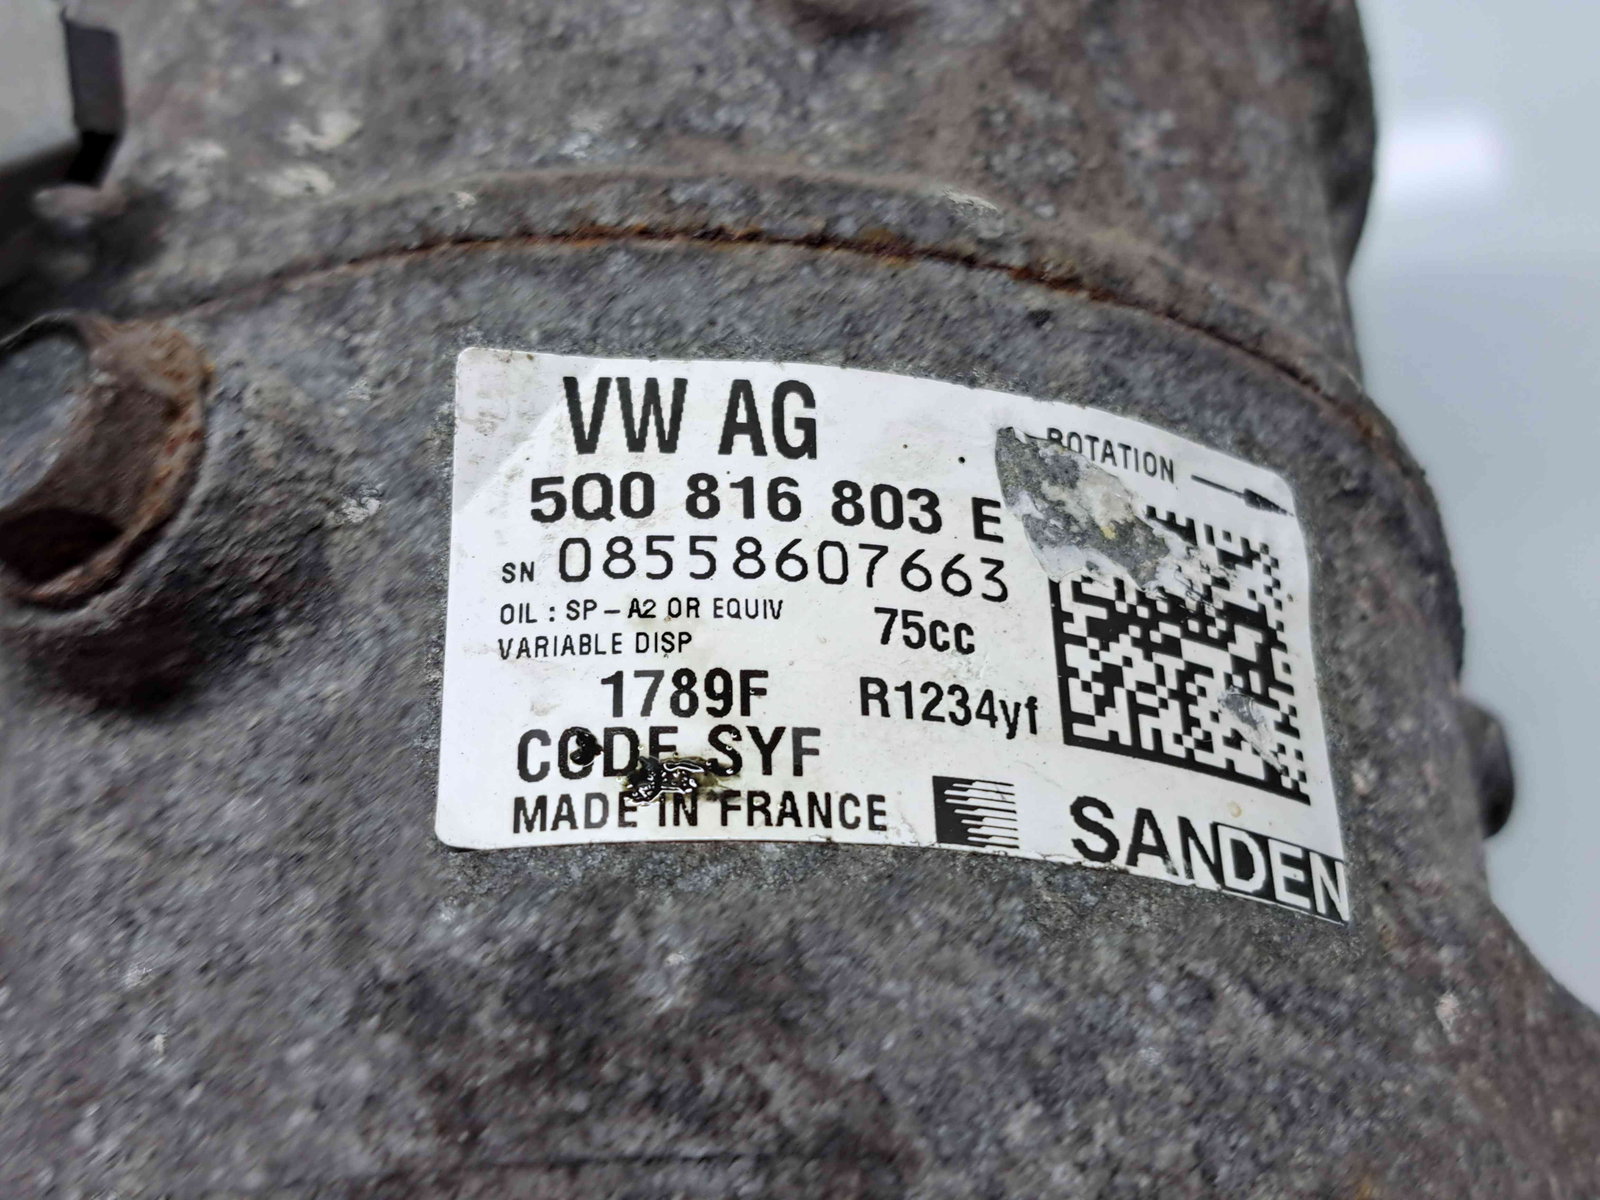 VW AG
ROTATION
5Q0 816 803 E
SN 08558607663
OIL : SP-A2 OR EQUIV 75cc
VARIABLE DISP
1789F R1234yf
CODE SYF
MADE IN FRANCE
SANDEN